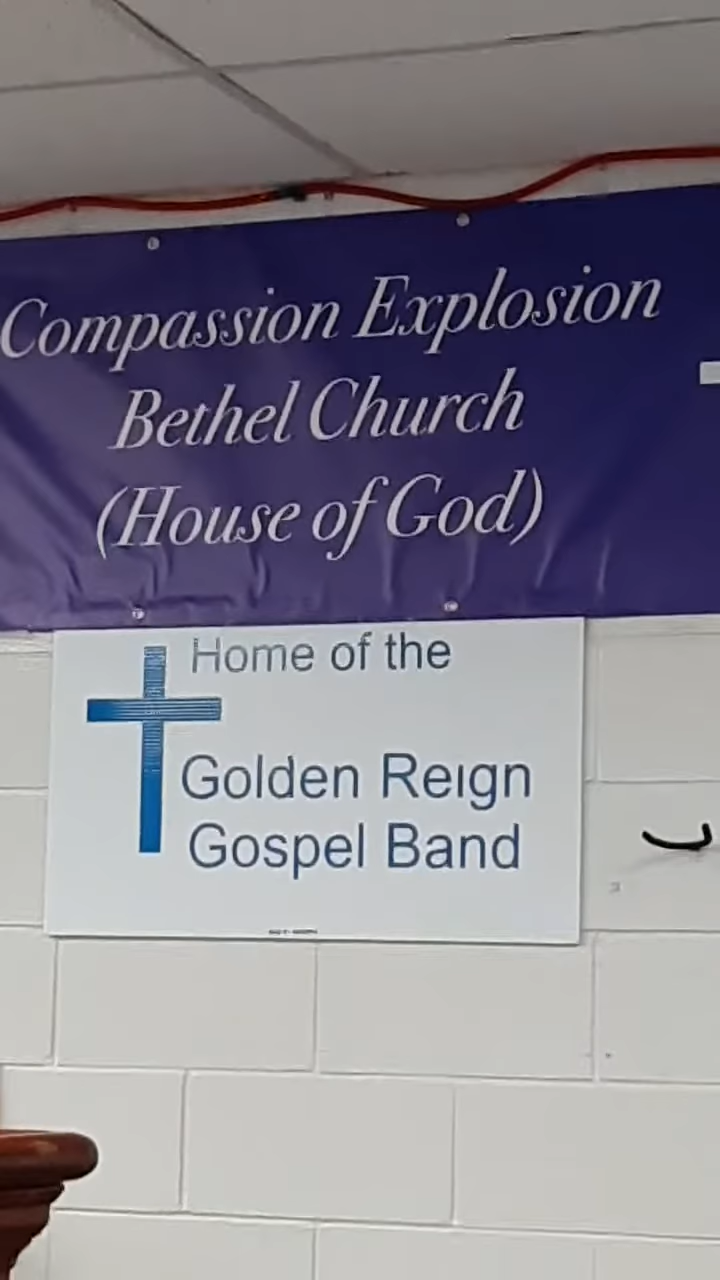 Compassion Explosion
Bethel Church
(House of God)
Home of the
Golden Reign
Gospel Band